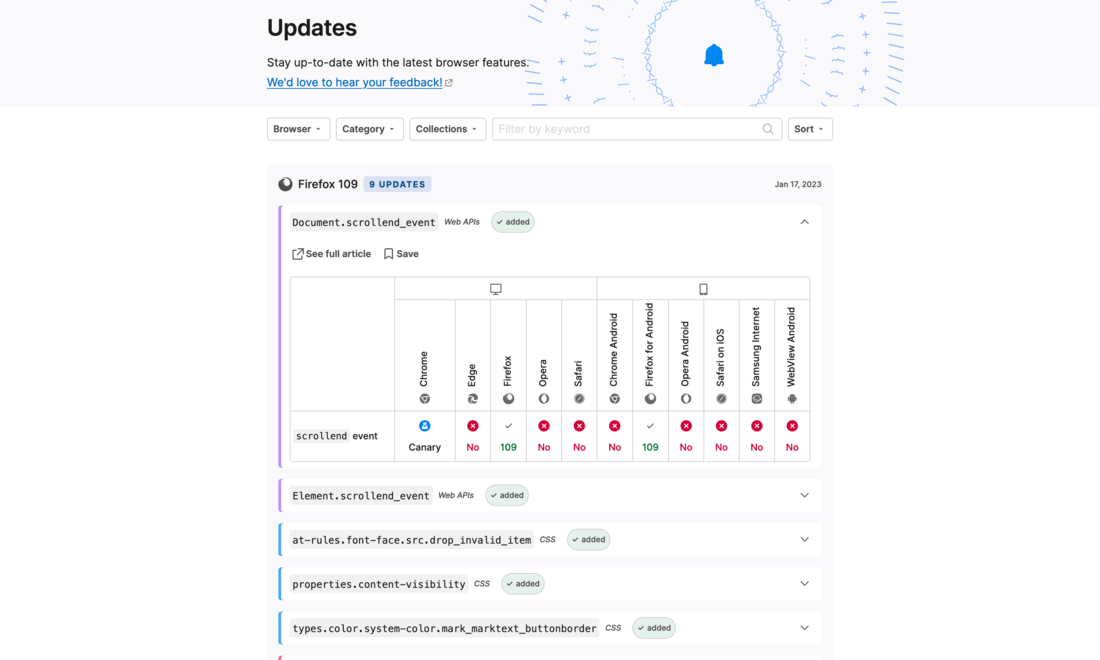 Updates
Stay up-to-date with the latest browser features.
We'd love to hear your feedback!
Browser Category Collections Filter by keyword Sort
Firefox 109 9 UPDATES Jan 17, 2023
Document.scrollend_event Web APIs added
See full article Save
Chrome Edge Firefox Opera Safari Chrome Android Firefox for Android Opera Android Safari on iOS Samsung Internet WebView Android
scrollend event Canary No 109 No No No 109 No No No No
Element.scrollend_event Web APIs added
at-rules.font-face.src.drop_invalid_item CSS added
properties.content-visibility CSS added
types.color.system-color.mark_marktext_buttonborder CSS added